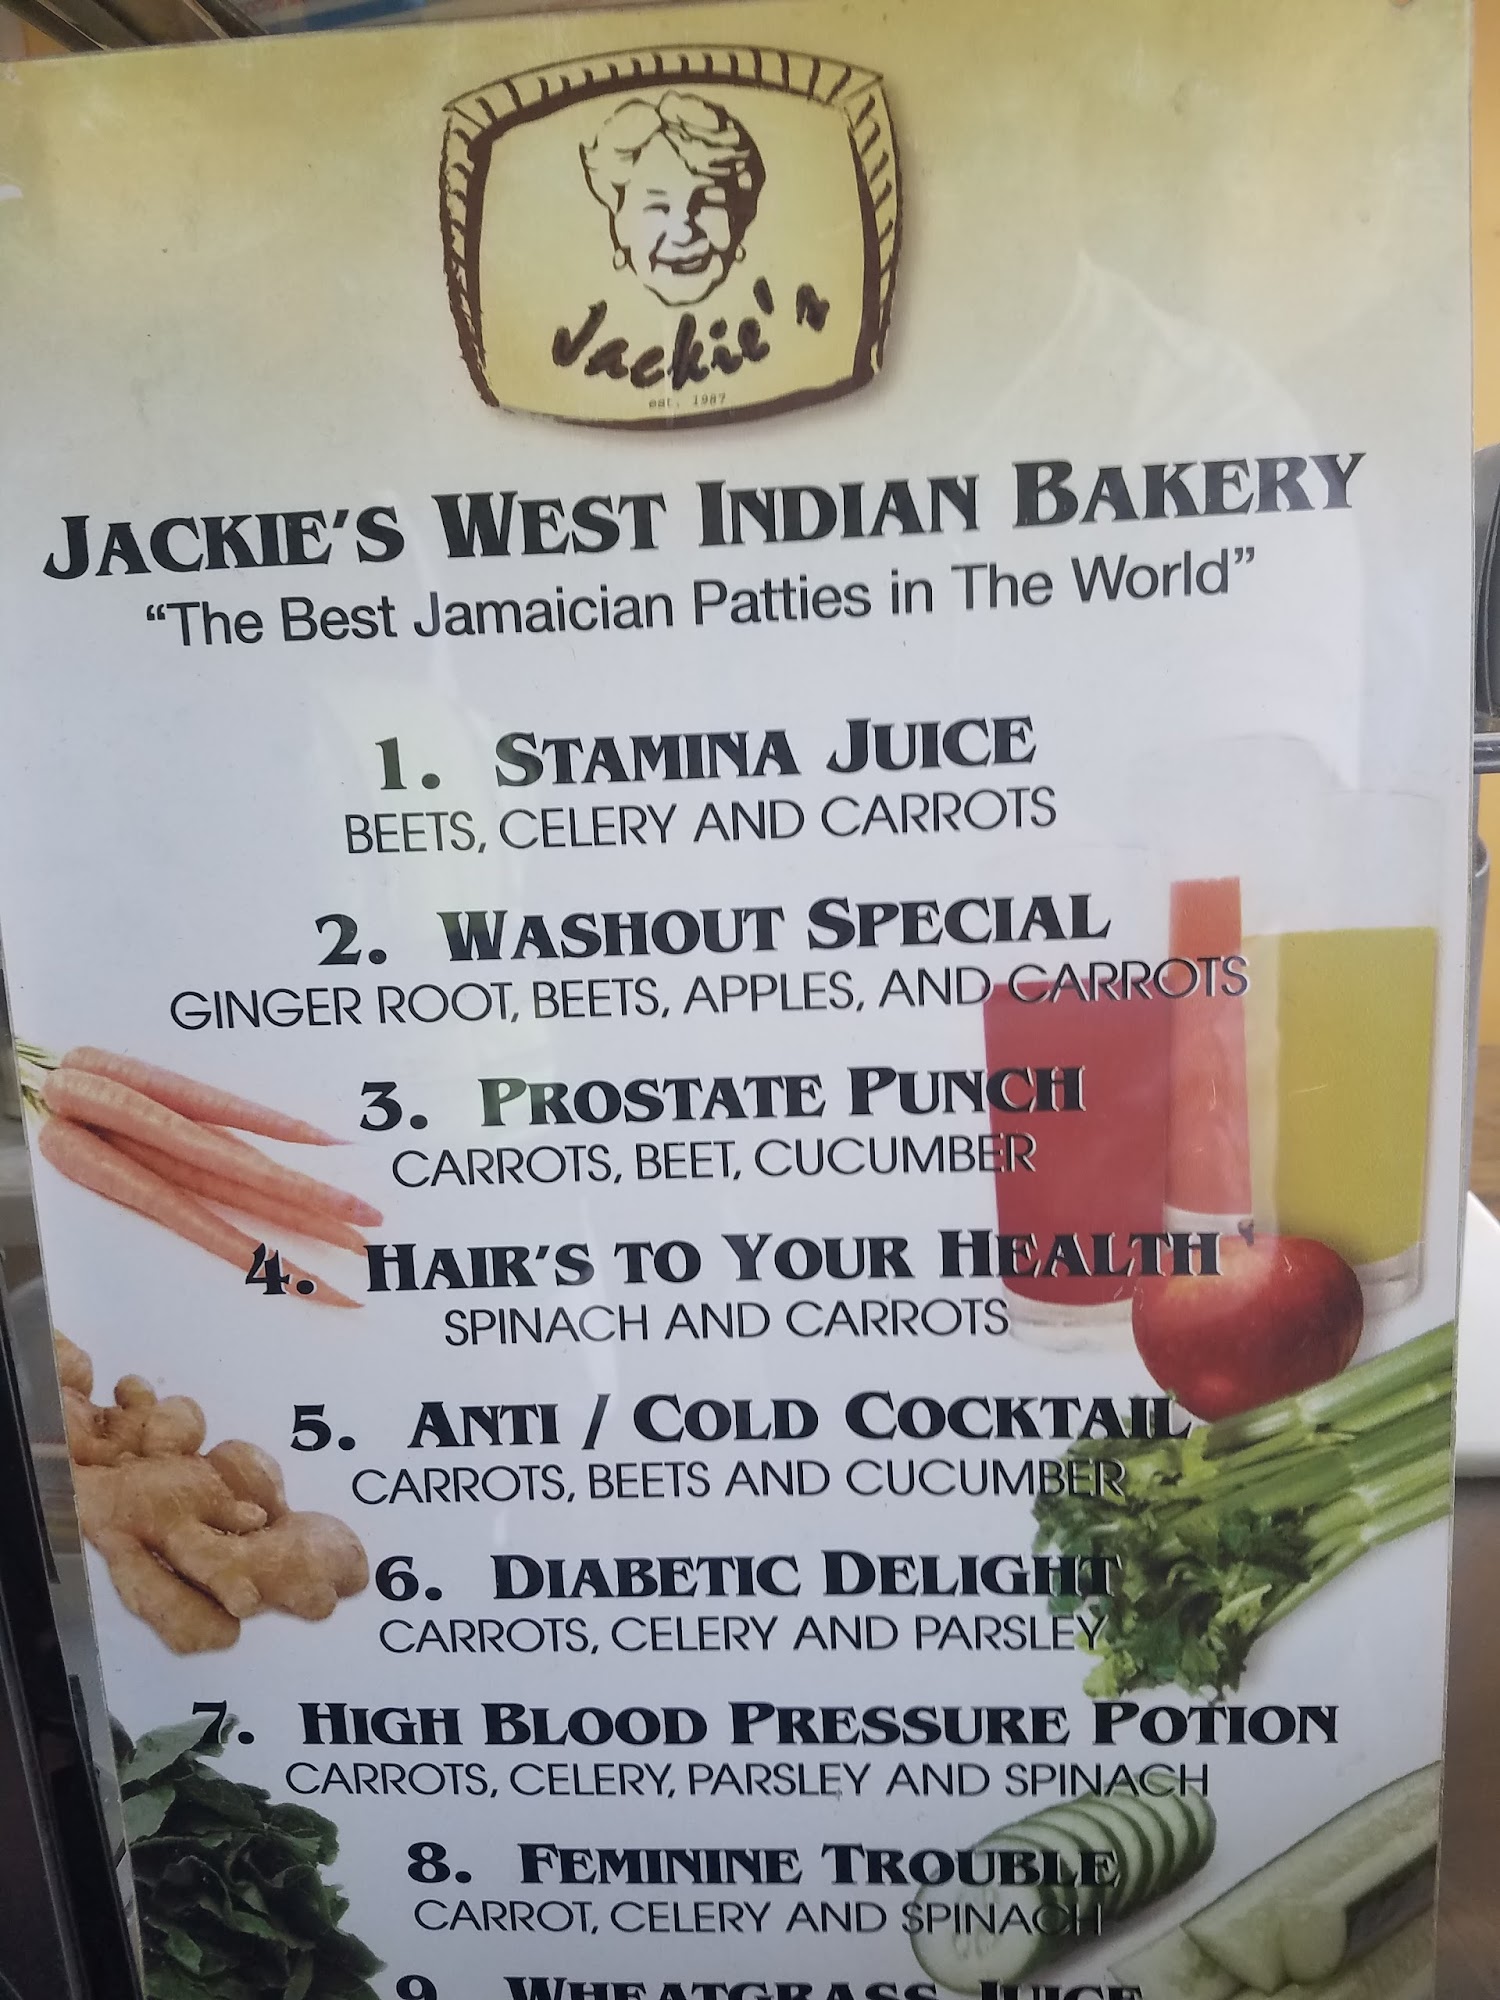 Jackie's
est. 1987
JACKIE'S WEST INDIAN BAKERY
“The Best Jamaician Patties in The World”
1. STAMINA JUICE
BEETS, CELERY AND CARROTS
2. WASHOUT SPECIAL
GINGER ROOT, BEETS, APPLES, AND CARROTS
3. PROSTATE PUNCH
CARROTS, BEET, CUCUMBER
4. HAIR'S TO YOUR HEALTH
SPINACH AND CARROTS
5. ANTI / COLD COCKTAIL
CARROTS, BEETS AND CUCUMBER
6. DIABETIC DELIGHT
CARROTS, CELERY AND PARSLEY
7. HIGH BLOOD PRESSURE POTION
CARROTS, CELERY, PARSLEY AND SPINACH
8. FEMININE TROUBLE
CARROT, CELERY AND SPINACH
9. WHEATGRASS JUICE